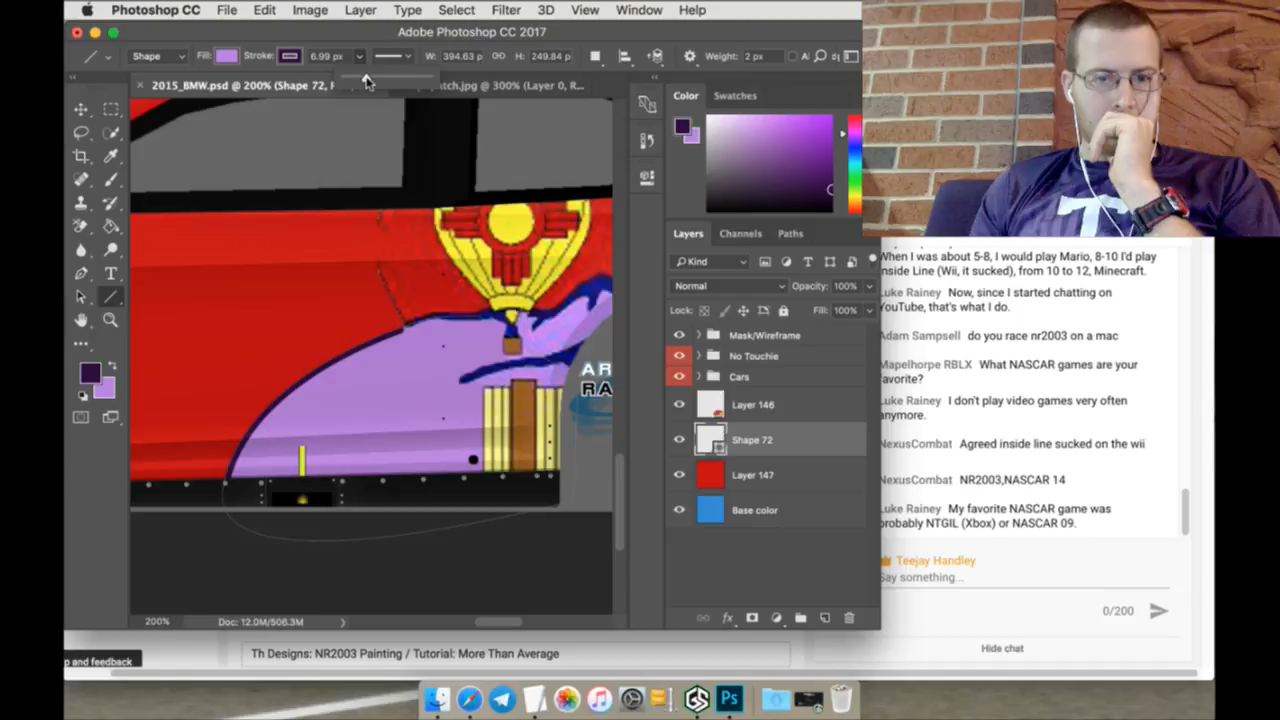 Photoshop CC File Edit Image Layer Type Select Filter 3D View Window Help
Adobe Photoshop CC 2017
Shape Fill: Stroke: 6.99 px W: 394.63 p H: 249.84 p Weight: 2 px
2015_BMW.psd @ 200% (Shape 72, tch.jpg @ 300% (Layer 0, R...
Color Swatches
Layers Channels Paths
Kind
Normal Opacity: 100%
Lock: Fill: 100%
Mask/Wireframe
No Touchie
Cars
Layer 146
Shape 72
Layer 147
Base color
AR
RA
200% Doc: 12.0M/506.3M
When I was about 5-8, I would play Mario, 8-10 I'd play
nside Line (Wii, it sucked), from 10 to 12, Minecraft.
Luke Rainey Now, since I started chatting on
YouTube, that's what I do.
Adam Sampsell do you race nr2003 on a mac
Mapelhorpe RBLX What NASCAR games are your
favorite?
Luke Rainey I don't play video games very often
anymore.
NexusCombat Agreed inside line sucked on the wii
NexusCombat NR2003,NASCAR 14
Luke Rainey My favorite NASCAR game was
probably NTGIL (Xbox) or NASCAR 09.
Teejay Handley
Say something...
0/200
Hide chat
p and feedback
Th Designs: NR2003 Painting / Tutorial: More Than Average
T
Ps